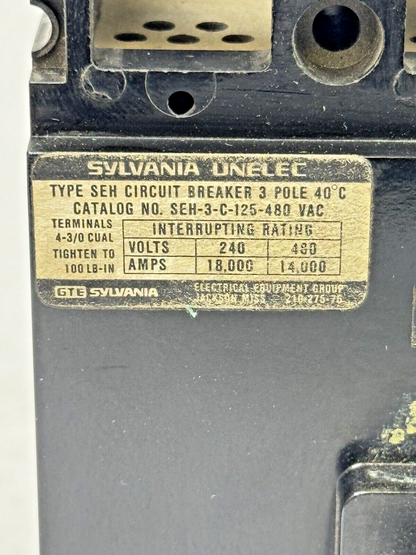 SYLVANIA UNELEC
TYPE SEH CIRCUIT BREAKER 3 POLE 40°C
CATALOG NO. SEH-3-C-125-480 VAC
TERMINALS
4-3/0 CUAL
TIGHTEN TO
100 LB-IN
INTERRUPTING RATING
VOLTS 240 480
AMPS 18,000 14,000
GTE SYLVANIA
ELECTRICAL EQUIPMENT GROUP
JACKSON MISS 210-275-75